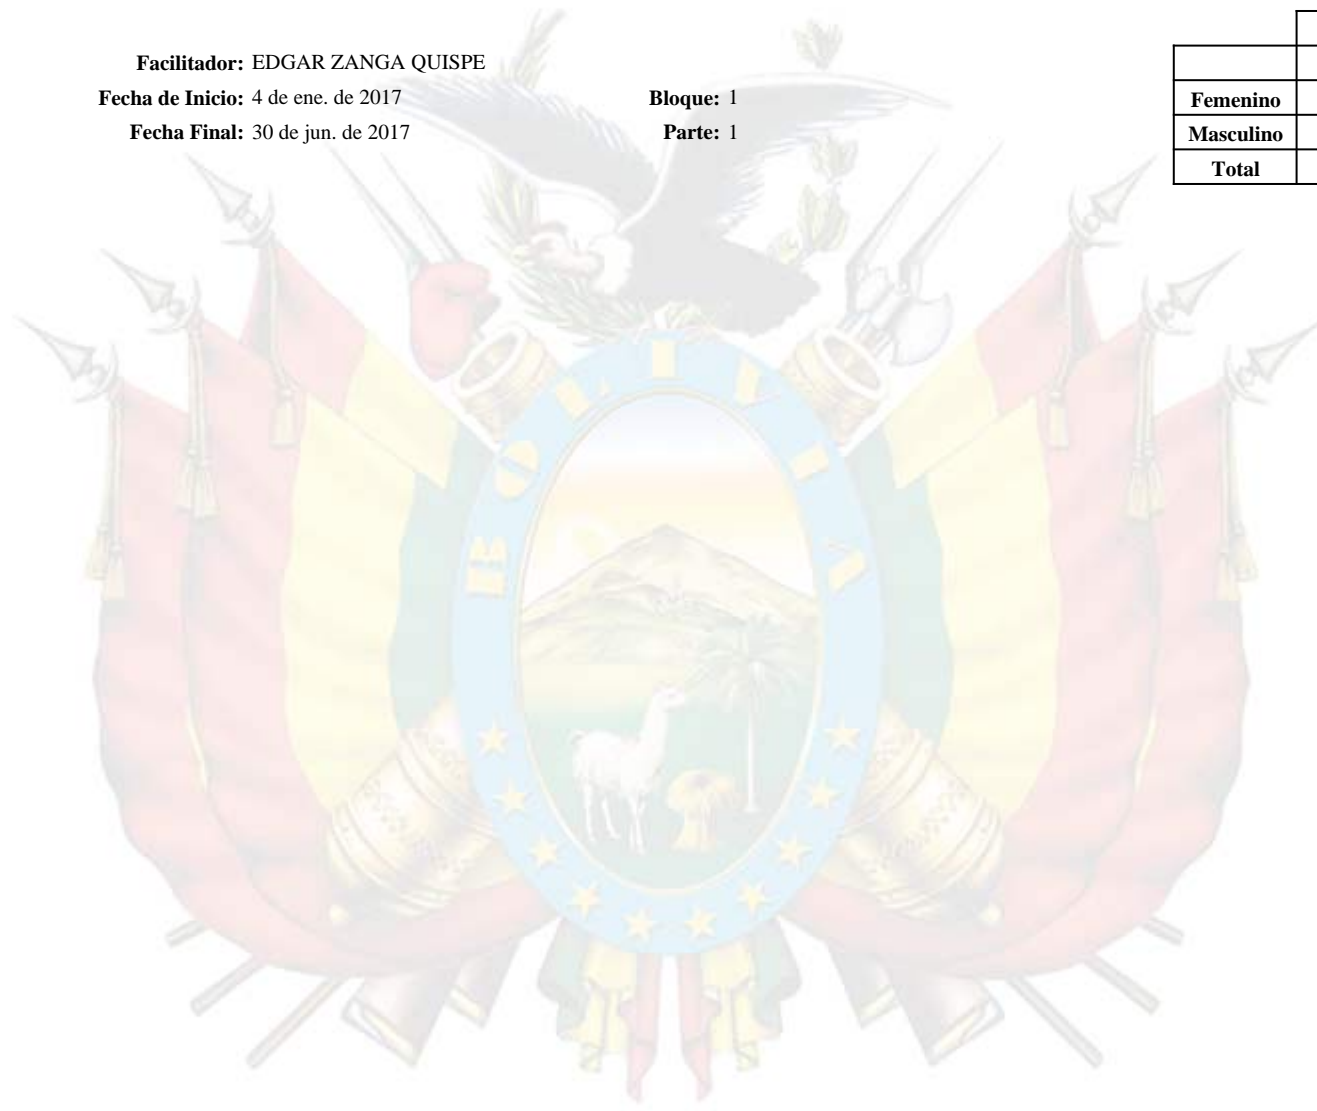 Facilitador: EDGAR ZANGA QUISPE
Fecha de Inicio: 4 de ene. de 2017 Bloque: 1
Fecha Final: 30 de jun. de 2017 Parte: 1
Femenino
Masculino
Total
BOLIVIA